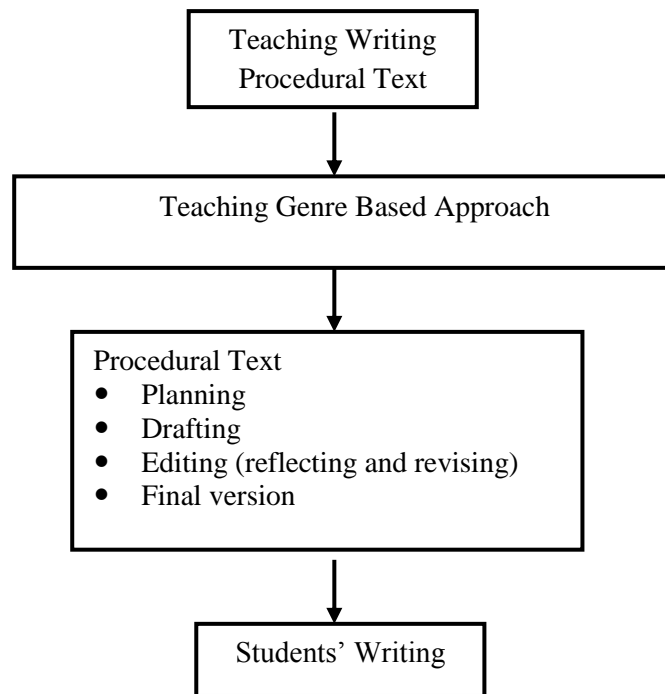 Teaching Writing
Procedural Text
Teaching Genre Based Approach
Procedural Text
• Planning
• Drafting
• Editing (reflecting and revising)
• Final version
Students’ Writing